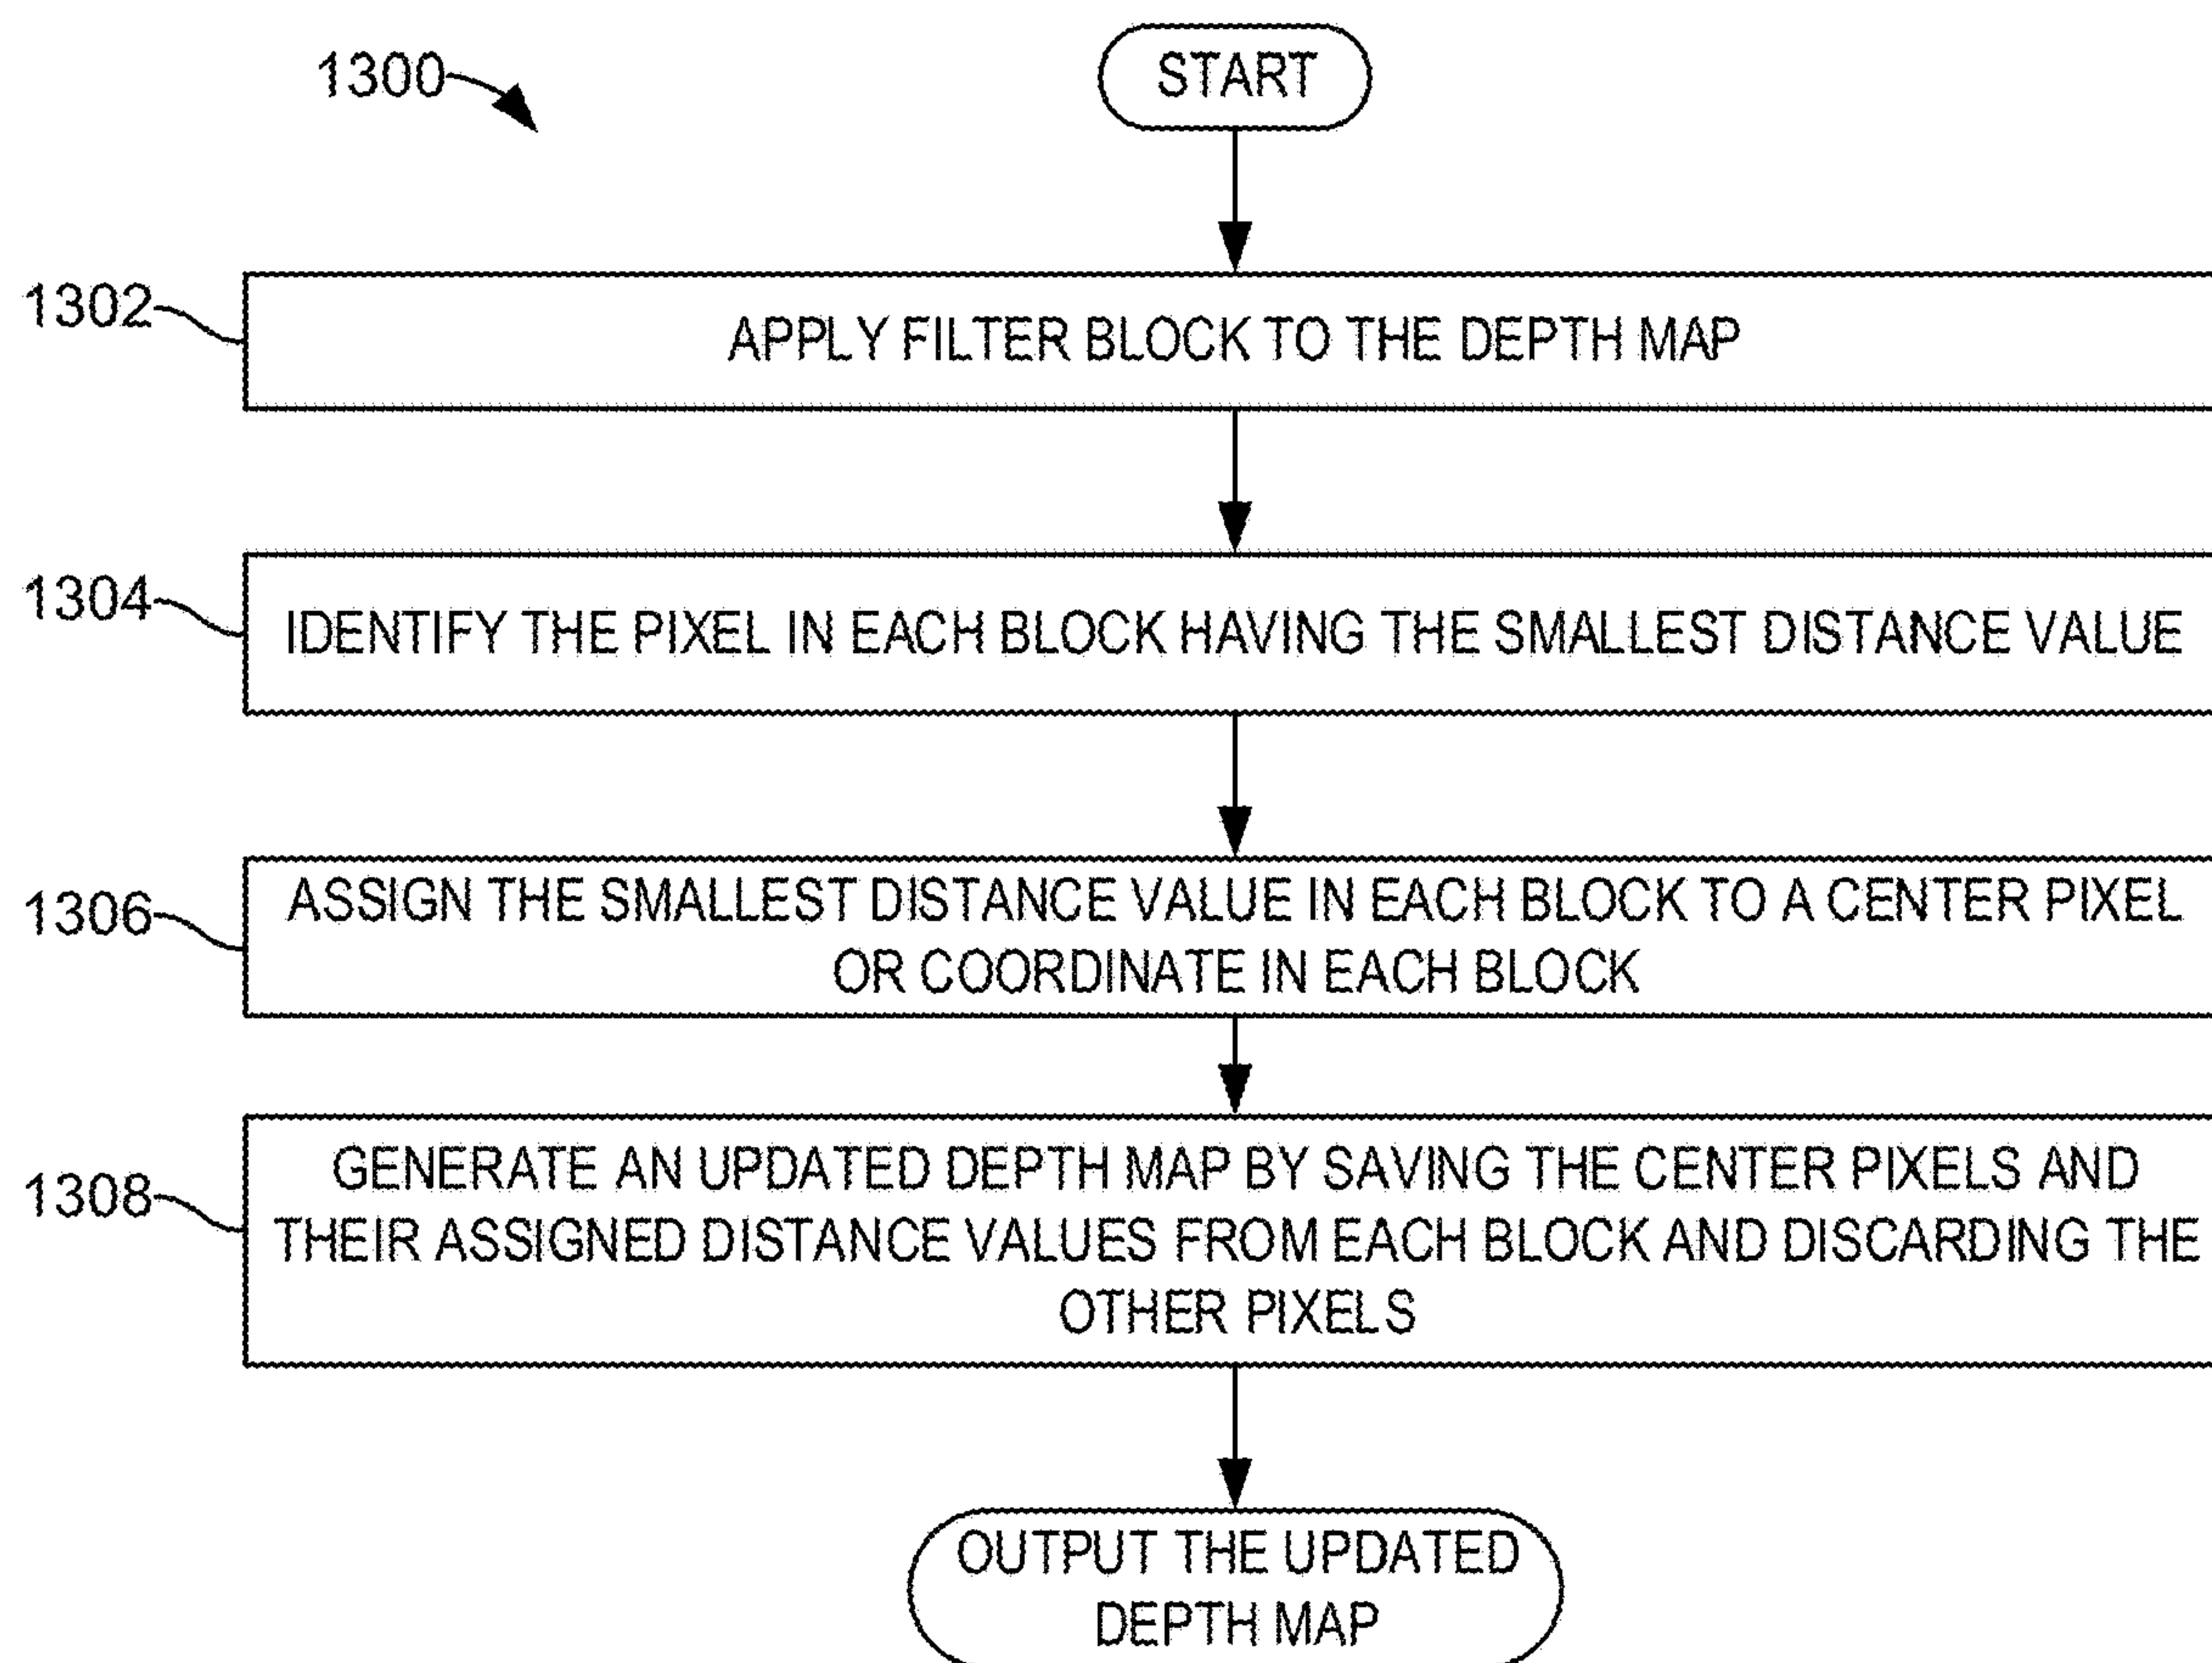 1300
START
1302
APPLY FILTER BLOCK TO THE DEPTH MAP
1304
IDENTIFY THE PIXEL IN EACH BLOCK HAVING THE SMALLEST DISTANCE VALUE
1306
ASSIGN THE SMALLEST DISTANCE VALUE IN EACH BLOCK TO A CENTER PIXEL
OR COORDINATE IN EACH BLOCK
1308
GENERATE AN UPDATED DEPTH MAP BY SAVING THE CENTER PIXELS AND
THEIR ASSIGNED DISTANCE VALUES FROM EACH BLOCK AND DISCARDING THE
OTHER PIXELS
OUTPUT THE UPDATED
DEPTH MAP